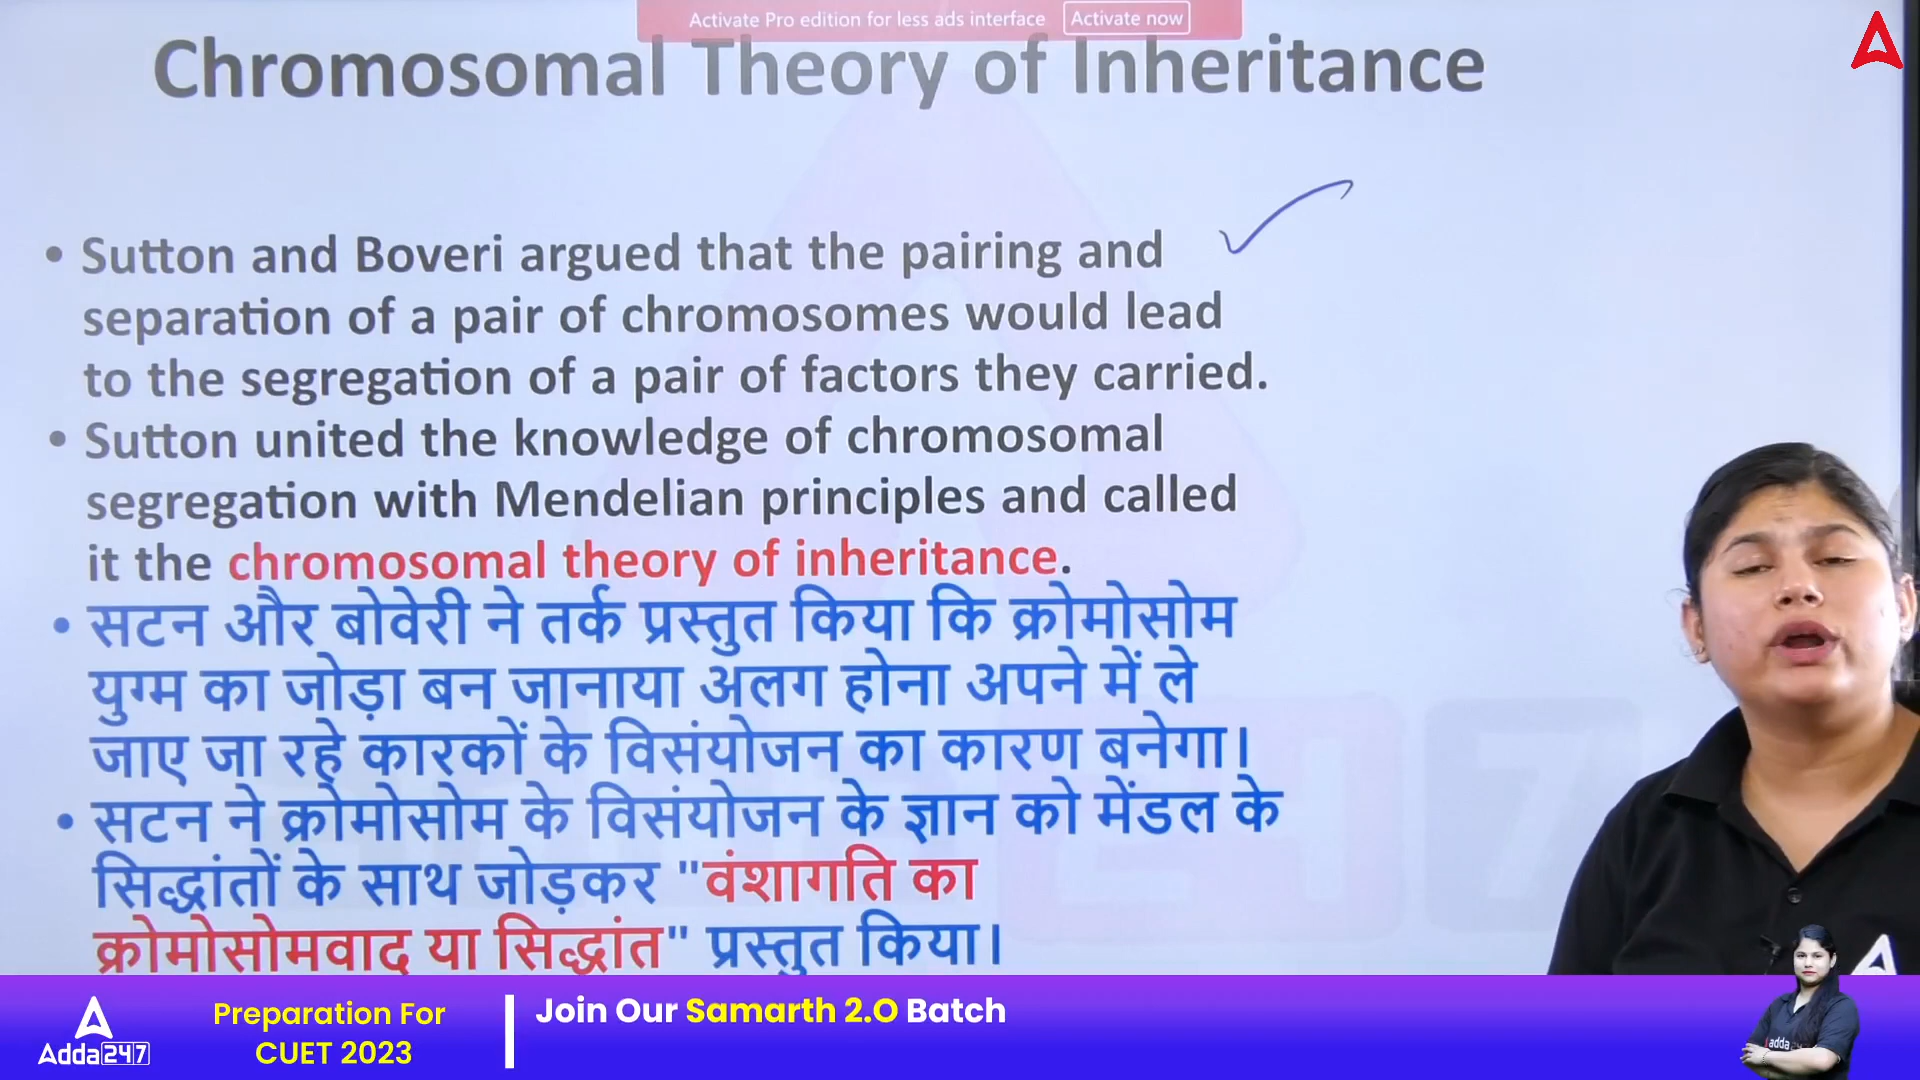 Activate Pro edition for less ads interface Activate now
Chromosomal Theory of Inheritance
• Sutton and Boveri argued that the pairing and
separation of a pair of chromosomes would lead
to the segregation of a pair of factors they carried.
• Sutton united the knowledge of chromosomal
segregation with Mendelian principles and called
it the chromosomal theory of inheritance.
• सटन और बोवेरी ने तर्क प्रस्तुत किया कि क्रोमोसोम
युग्म का जोड़ा बन जानाया अलग होना अपने में ले
जाए जा रहे कारकों के विसंयोजन का कारण बनेगा।
• सटन ने क्रोमोसोम के विसंयोजन के ज्ञान को मेंडल के
सिद्धांतों के साथ जोड़कर "वंशागति का
क्रोमोसोमवाद या सिद्धांत" प्रस्तुत किया।
Adda247
Preparation For
CUET 2023
Join Our Samarth 2.O Batch
adda247